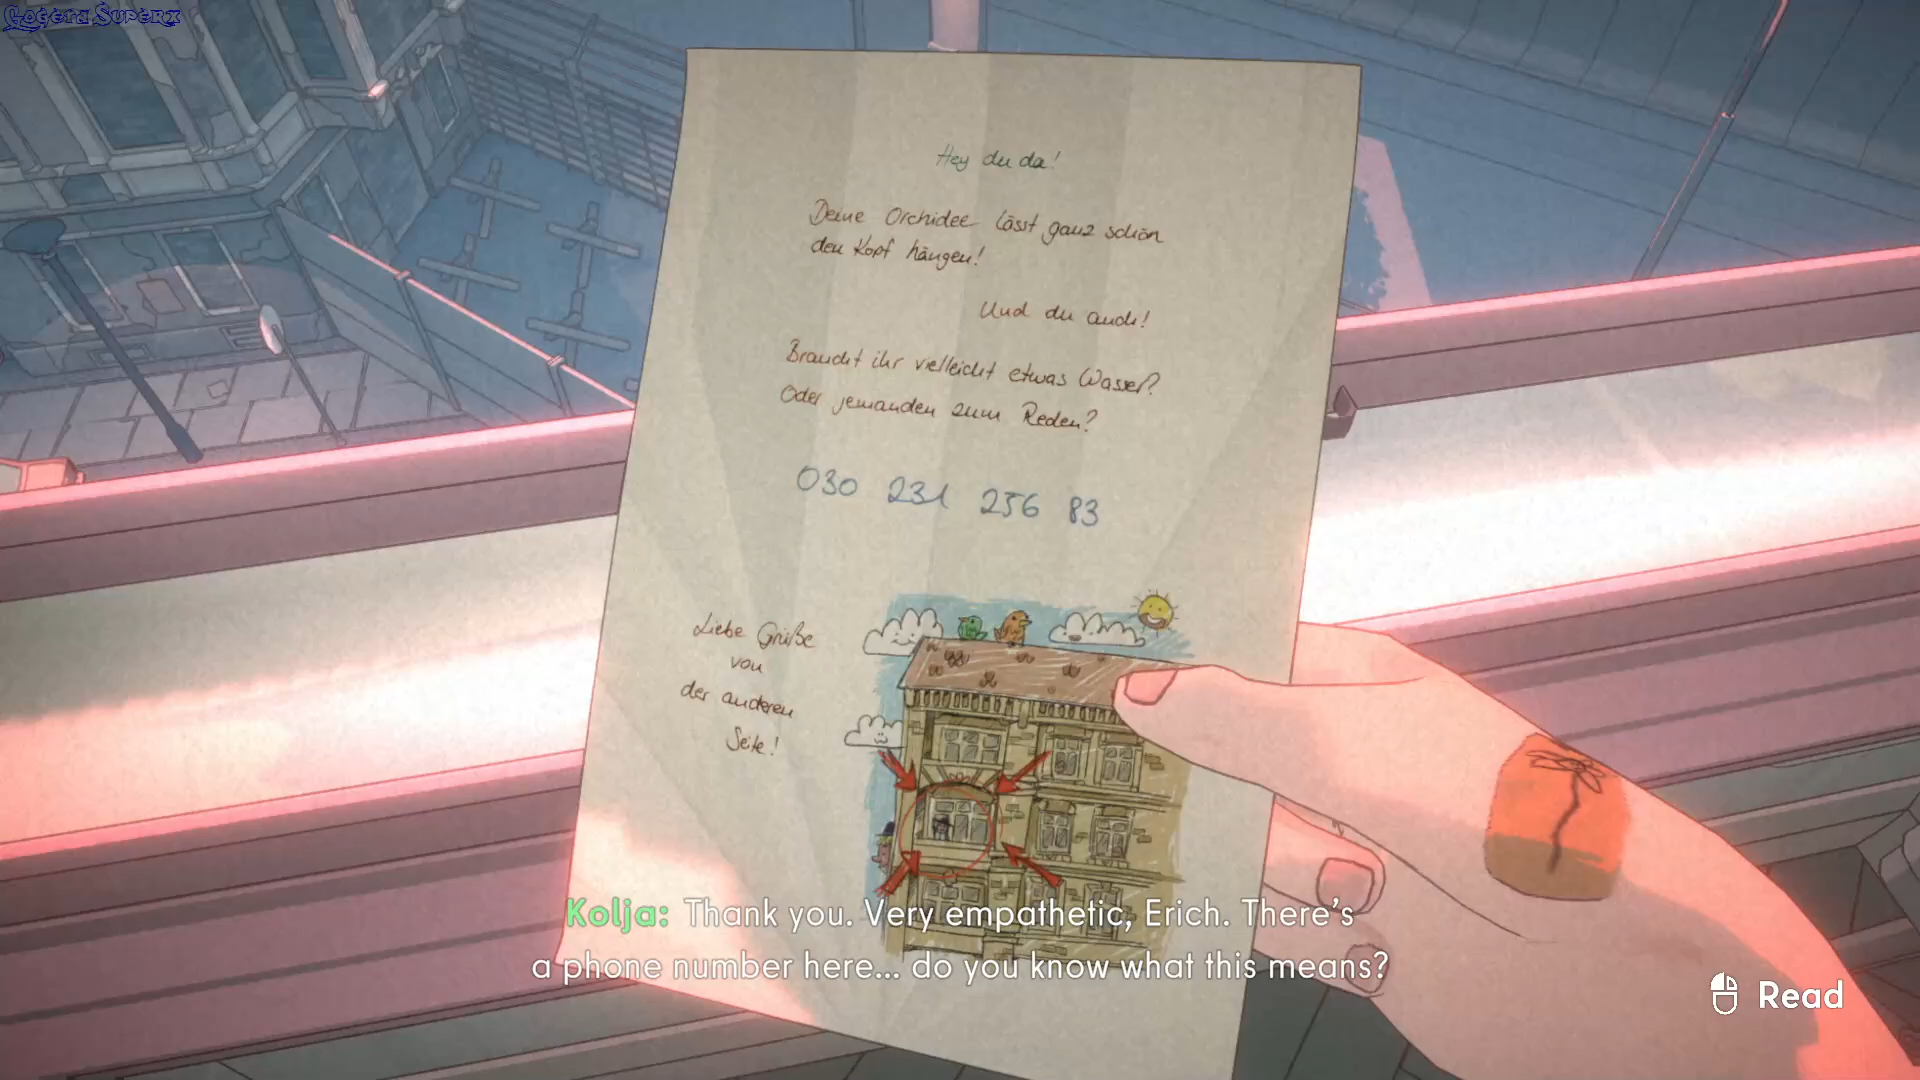 Hey du da!
Deine Orchidee lässt ganz schön
den Kopf hängen!
Und du auch!
Braucht ihr vielleicht etwas Wasser?
Oder jemanden zum Reden?
030 231 256 83
Liebe Grüße
von
der anderen
Seite!
Kolja: Thank you. Very empathetic, Erich. There's
a phone number here... do you know what this means?
Read